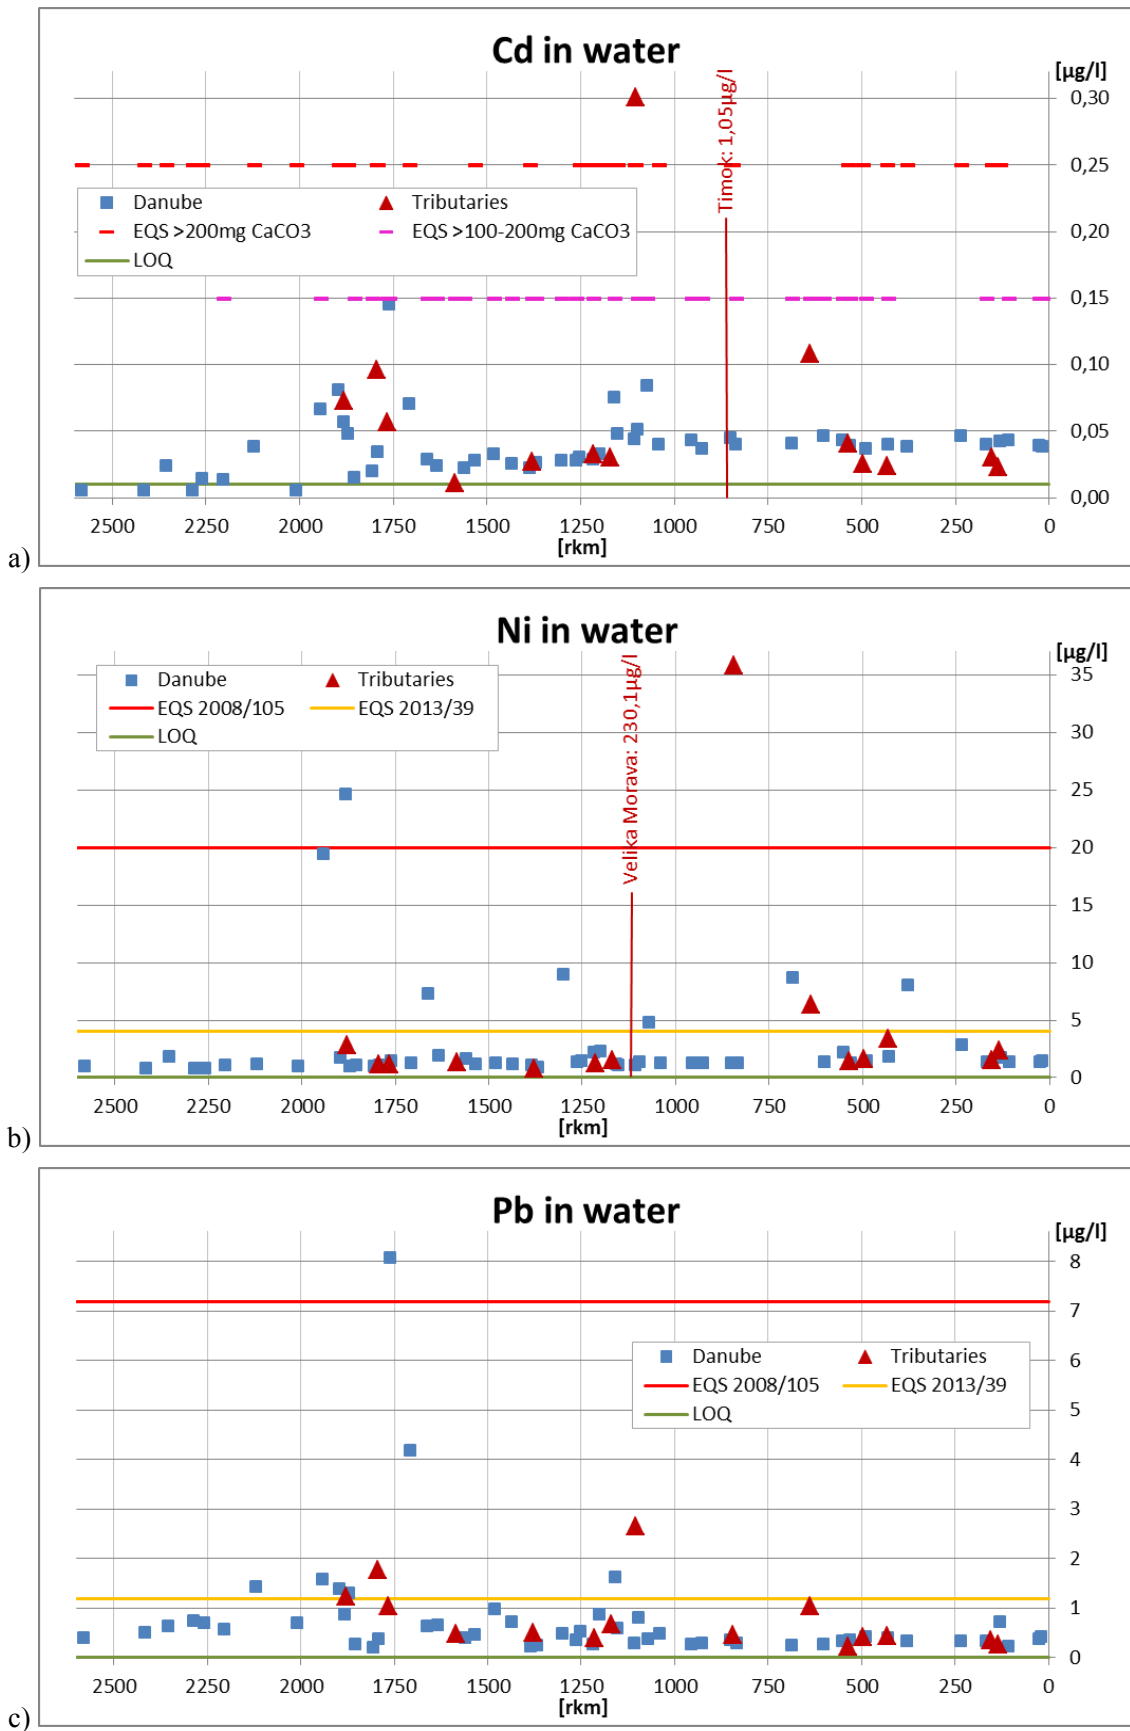 Cd in water
[µg/l]
0,30
0,25
0,20
0,15
0,10
0,05
0,00
Timok: 1,05µg/l
Danube
Tributaries
EQS >200mg CaCO3
EQS >100-200mg CaCO3
LOQ
2500 2250 2000 1750 1500 1250 1000 750 500 250 0
[rkm]
a)
Ni in water
[µg/l]
35
30
25
20
15
10
5
0
Velika Morava: 230,1µg/l
Danube
Tributaries
EQS 2008/105
EQS 2013/39
LOQ
2500 2250 2000 1750 1500 1250 1000 750 500 250 0
[rkm]
b)
Pb in water
[µg/l]
8
7
6
5
4
3
2
1
0
Danube
Tributaries
EQS 2008/105
EQS 2013/39
LOQ
2500 2250 2000 1750 1500 1250 1000 750 500 250 0
[rkm]
c)